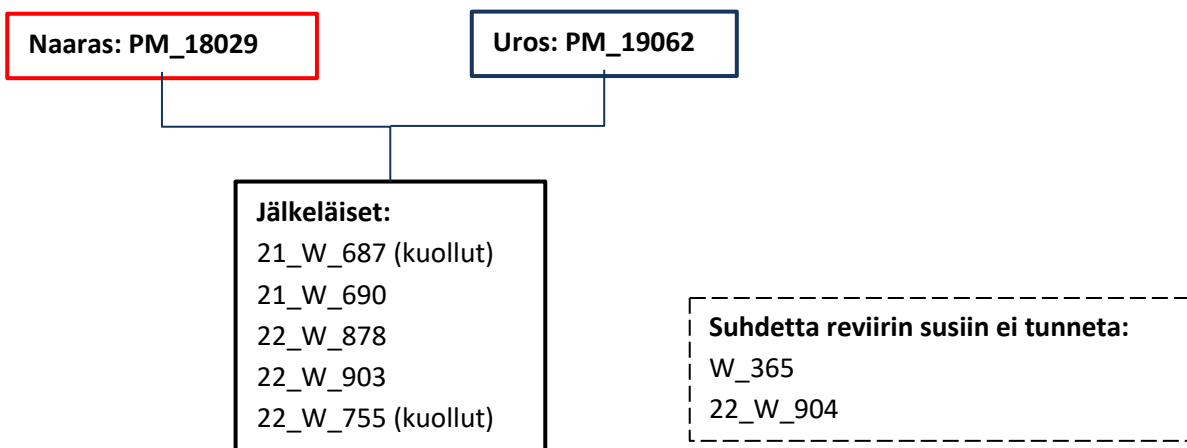 Naaras: PM_18029
Uros: PM_19062
Jälkeläiset:
21_W_687 (kuollut)
21_W_690
22_W_878
22_W_903
22_W_755 (kuollut)
Suhdetta reviirin susiin ei tunneta:
W_365
22_W_904